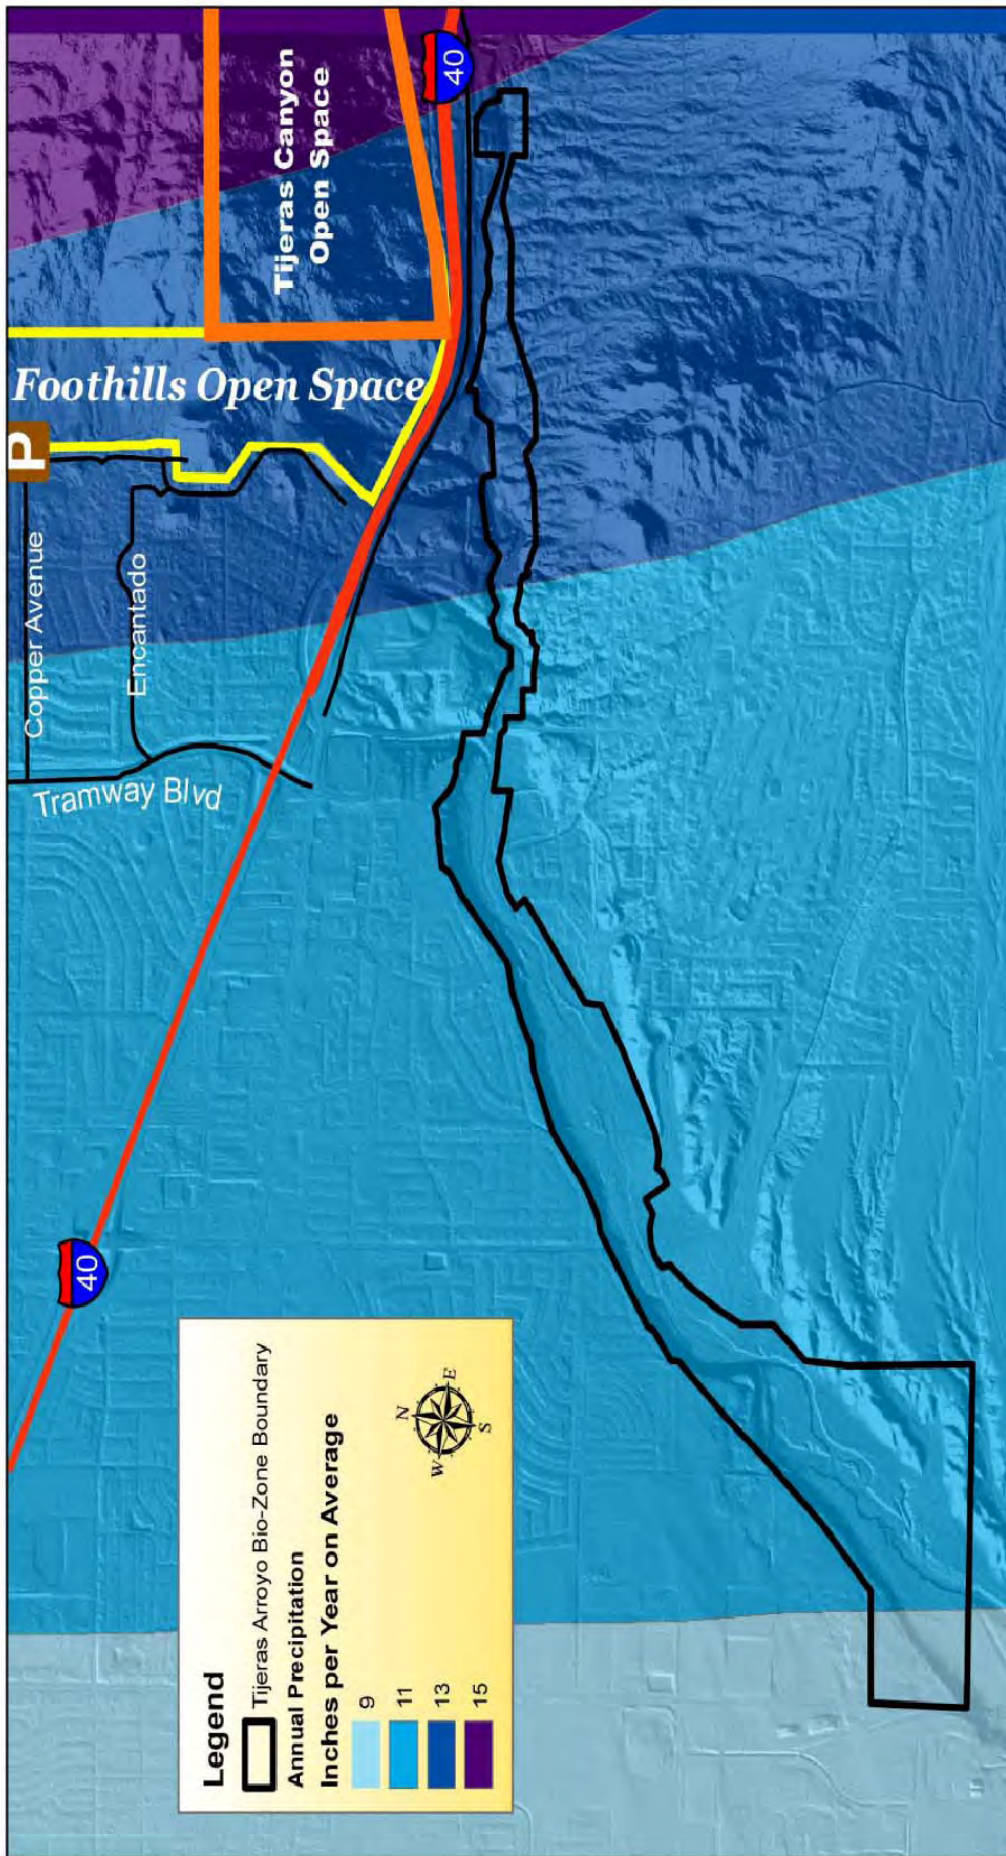 40
Tijeras Canyon
Open Space
Foothills Open Space
P
Copper Avenue
Encantado
Tramway Blvd
40
Legend
Tijeras Arroyo Bio-Zone Boundary
Annual Precipitation
Inches per Year on Average
9
11
13
15
N
W
E
S